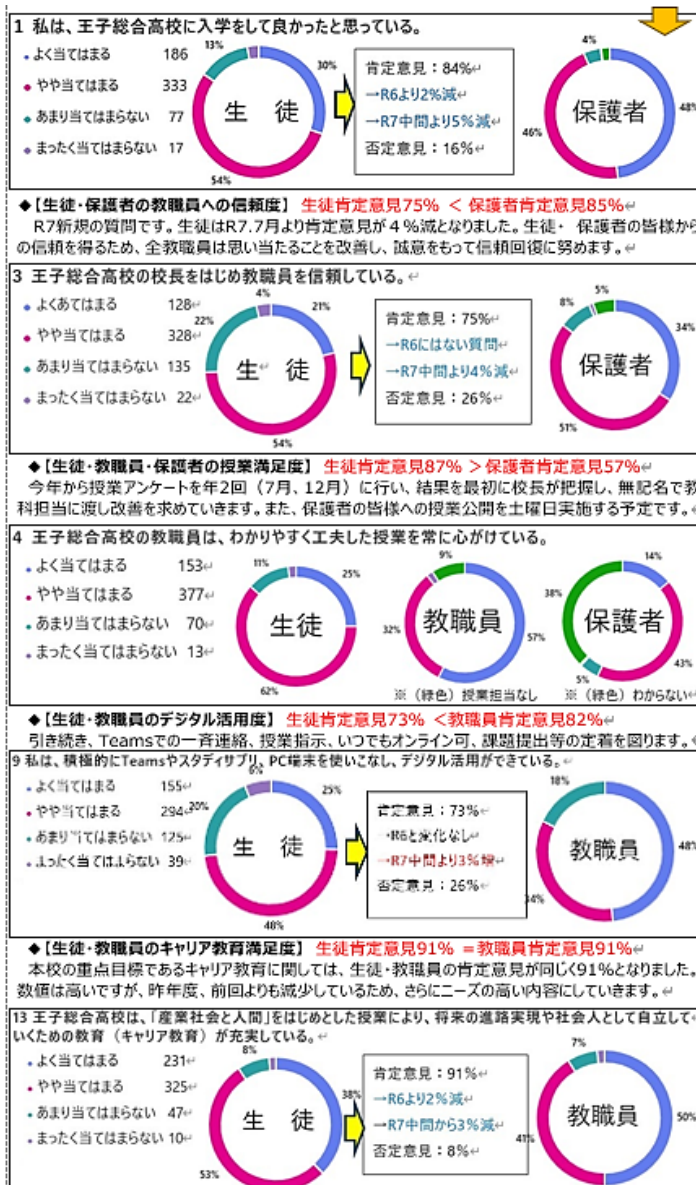 1 私は、王子総合高校に入学をして良かったと思っている。
よく当てはまる 186
やや当てはまる 333
あまり当てはまらない 77
まったく当てはまらない 17
13%
30%
54%
生 徒
肯定意見：84%
→R6より2%減
→R7中間より5%減
否定意見：16%
4%
48%
46%
保護者
◆【生徒・保護者の教職員への信頼度】 生徒肯定意見75% < 保護者肯定意見85%
R7新規の質問です。生徒はR7.7月より肯定意見が４%減となりました。生徒・ 保護者の皆様から
の信頼を得るため、全教職員は思い当たることを改善し、誠意をもって信頼回復に努めます。
3 王子総合高校の校長をはじめ教職員を信頼している。
よくあてはまる 128
やや当てはまる 328
あまり当てはまらない 135
まったく当てはまらない 22
4%
21%
22%
54%
生 徒
肯定意見：75%
→R6にはない質問
→R7中間より4%減
否定意見：26%
5%
8%
34%
51%
保護者
◆【生徒・教職員・保護者の授業満足度】 生徒肯定意見87% > 保護者肯定意見57%
今年から授業アンケートを年2回（7月、12月）に行い、結果を最初に校長が把握し、無記名で教
科担当に渡し改善を求めていきます。また、保護者の皆様への授業公開を土曜日実施する予定です。
4 王子総合高校の教職員は、わかりやすく工夫した授業を常に心がけている。
よく当てはまる 153
やや当てはまる 377
あまり当てはまらない 70
まったく当てはまらない 13
11%
25%
62%
生徒
9%
32%
57%
教職員
※（緑色）授業担当なし
14%
38%
43%
5%
保護者
※（緑色）わからない
◆【生徒・教職員のデジタル活用度】 生徒肯定意見73% <教職員肯定意見82%
引き続き、Teamsでの一斉連絡、授業指示、いつでもオンライン可、課題提出等の定着を図ります。
9 私は、積極的にTeamsやスタディサプリ、PC端末を使いこなし、デジタル活用ができている。
よく当てはまる 155
やや当てはまる 294
あまり当てはまらない 125
まったく当てはまらない 39
6%
25%
20%
48%
生 徒
肯定意見：73%
→R6と変化なし
→R7中間より3%増
否定意見：26%
18%
48%
34%
教職員
◆【生徒・教職員のキャリア教育満足度】 生徒肯定意見91% =教職員肯定意見91%
本校の重点目標であるキャリア教育に関しては、生徒・教職員の肯定意見が同じく91%となりました。
数値は高いですが、昨年度、前回よりも減少しているため、さらにニーズの高い内容にしていきます。
13 王子総合高校は、「産業社会と人間」をはじめとした授業により、将来の進路実現や社会人として自立して
いくための教育（キャリア教育）が充実している。
よく当てはまる 231
やや当てはまる 325
あまり当てはまらない 47
まったく当てはまらない 10
8%
38%
53%
生 徒
肯定意見：91%
→R6より2%減
→R7中間から3%減
否定意見：8%
7%
50%
41%
教職員